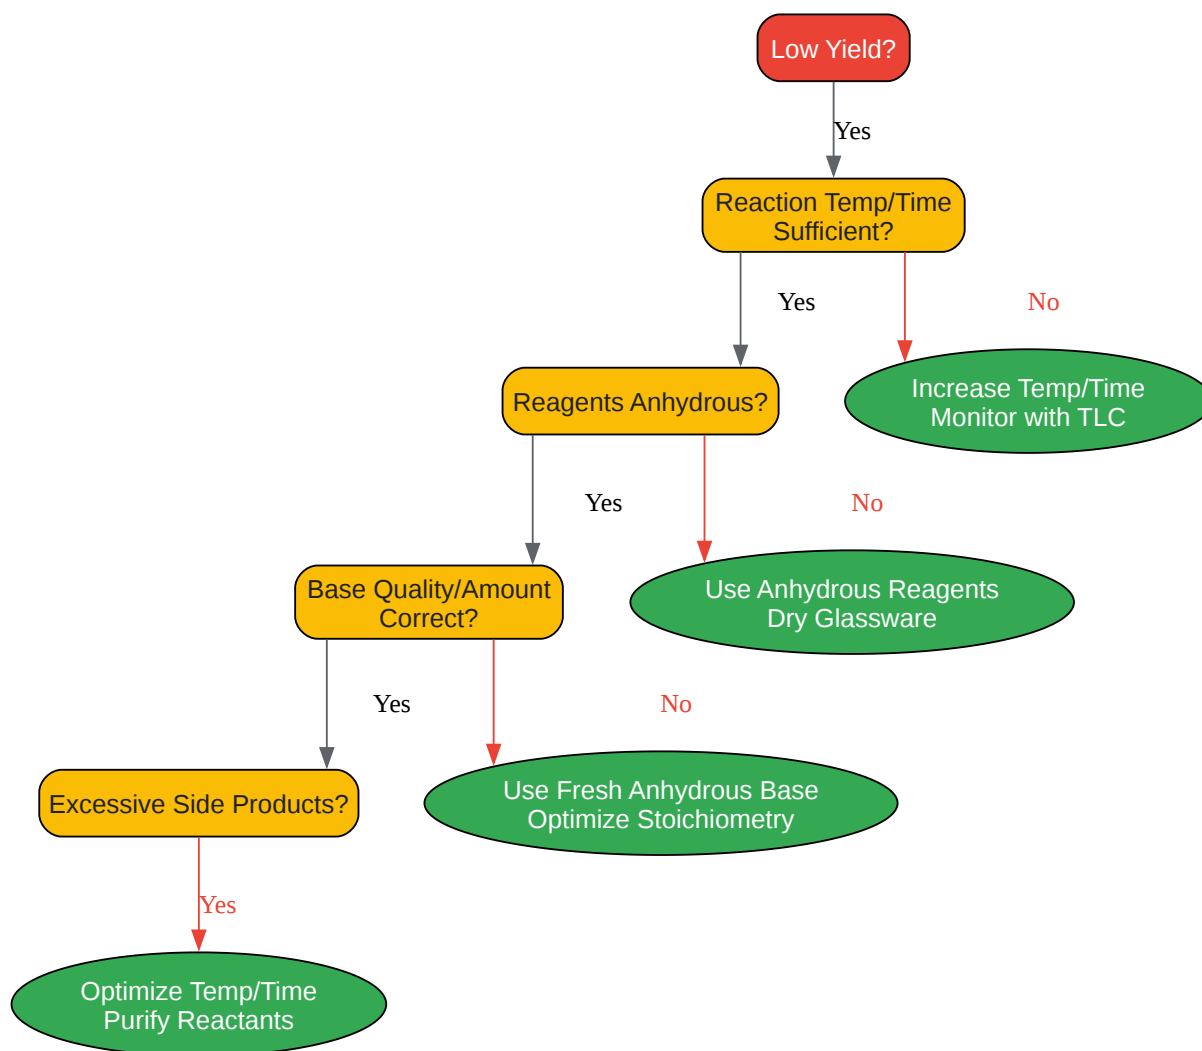 Low Yield?
Yes
Reaction Temp/Time
Sufficient?
Yes
No
Increase Temp/Time
Monitor with TLC
Reagents Anhydrous?
Yes
No
Use Anhydrous Reagents
Dry Glassware
Base Quality/Amount
Correct?
Yes
No
Use Fresh Anhydrous Base
Optimize Stoichiometry
Excessive Side Products?
Yes
Optimize Temp/Time
Purify Reactants